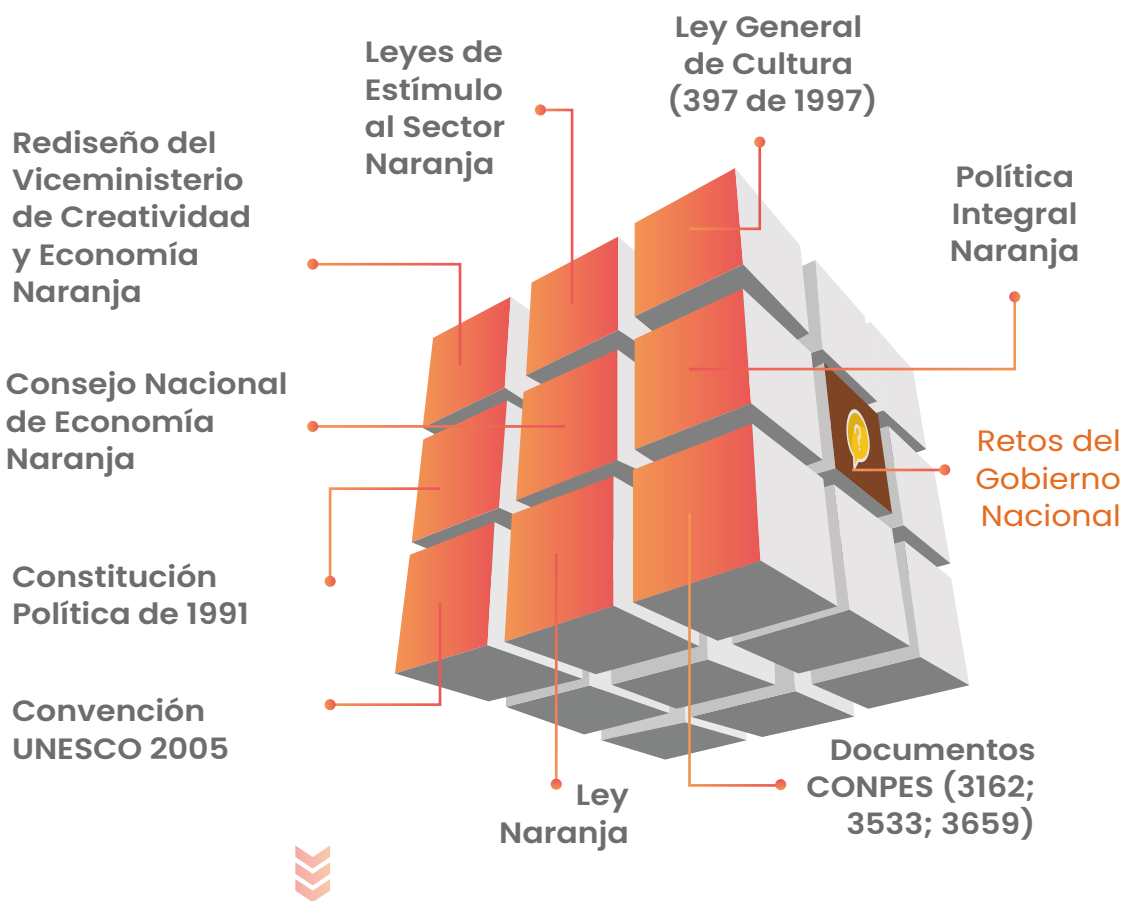 Leyes de
Estímulo
al Sector
Naranja
Ley General
de Cultura
(397 de 1997)
Rediseño del
Viceministerio
de Creatividad
y Economía
Naranja
Política
Integral
Naranja
Consejo Nacional
de Economía
Naranja
?
Retos del
Gobierno
Nacional
Constitución
Política de 1991
Convención
UNESCO 2005
Ley
Naranja
Documentos
CONPES (3162;
3533; 3659)